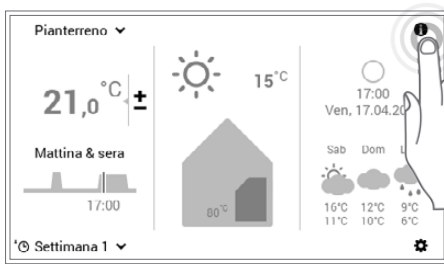 Pianterreno
21,0 °C ±
Mattina & sera
17:00
Settimana 1
15°C
80°C
17:00
Ven, 17.04.20
Sab Dom L
16°C 12°C 9°C
11°C 10°C 6°C